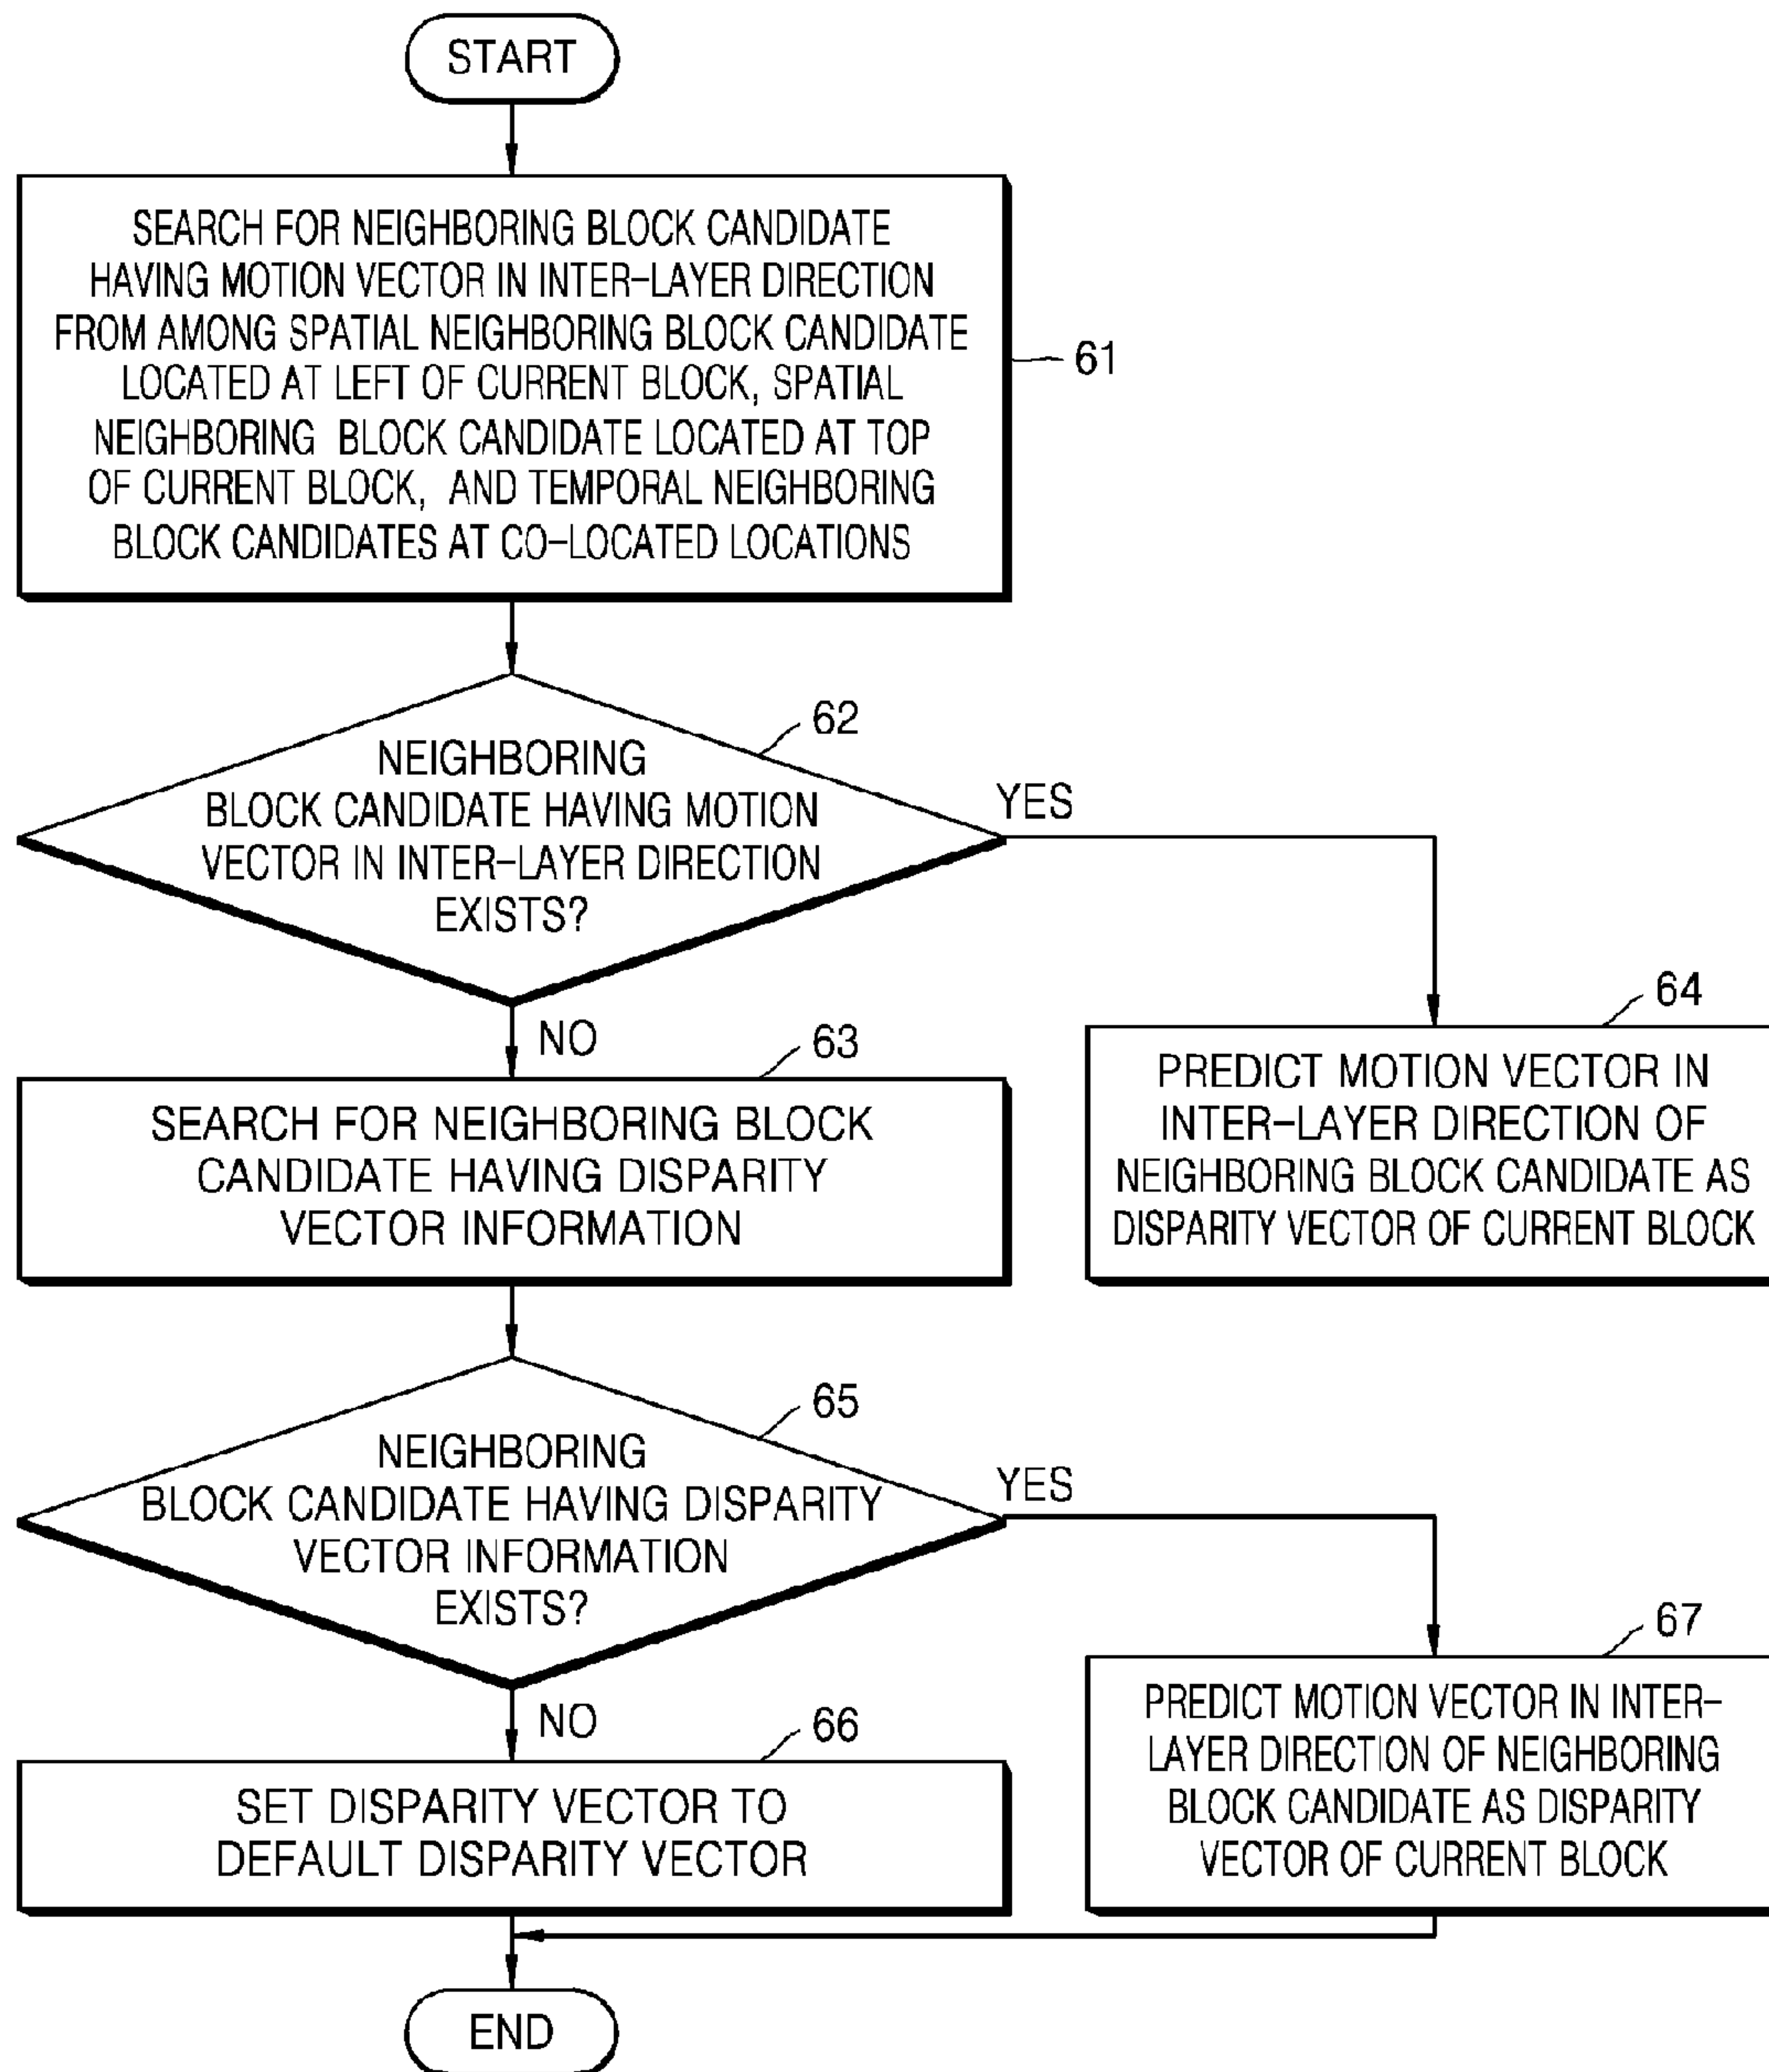 START
SEARCH FOR NEIGHBORING BLOCK CANDIDATE
HAVING MOTION VECTOR IN INTER-LAYER DIRECTION
FROM AMONG SPATIAL NEIGHBORING BLOCK CANDIDATE
LOCATED AT LEFT OF CURRENT BLOCK, SPATIAL
NEIGHBORING BLOCK CANDIDATE LOCATED AT TOP
OF CURRENT BLOCK, AND TEMPORAL NEIGHBORING
BLOCK CANDIDATES AT CO-LOCATED LOCATIONS
61
62
NEIGHBORING
BLOCK CANDIDATE HAVING MOTION
VECTOR IN INTER-LAYER DIRECTION
EXISTS?
YES
NO
64
PREDICT MOTION VECTOR IN
INTER-LAYER DIRECTION OF
NEIGHBORING BLOCK CANDIDATE AS
DISPARITY VECTOR OF CURRENT BLOCK
63
SEARCH FOR NEIGHBORING BLOCK
CANDIDATE HAVING DISPARITY
VECTOR INFORMATION
65
NEIGHBORING
BLOCK CANDIDATE HAVING DISPARITY
VECTOR INFORMATION
EXISTS?
YES
NO
67
PREDICT MOTION VECTOR IN INTER-
LAYER DIRECTION OF NEIGHBORING
BLOCK CANDIDATE AS DISPARITY
VECTOR OF CURRENT BLOCK
66
SET DISPARITY VECTOR TO
DEFAULT DISPARITY VECTOR
END